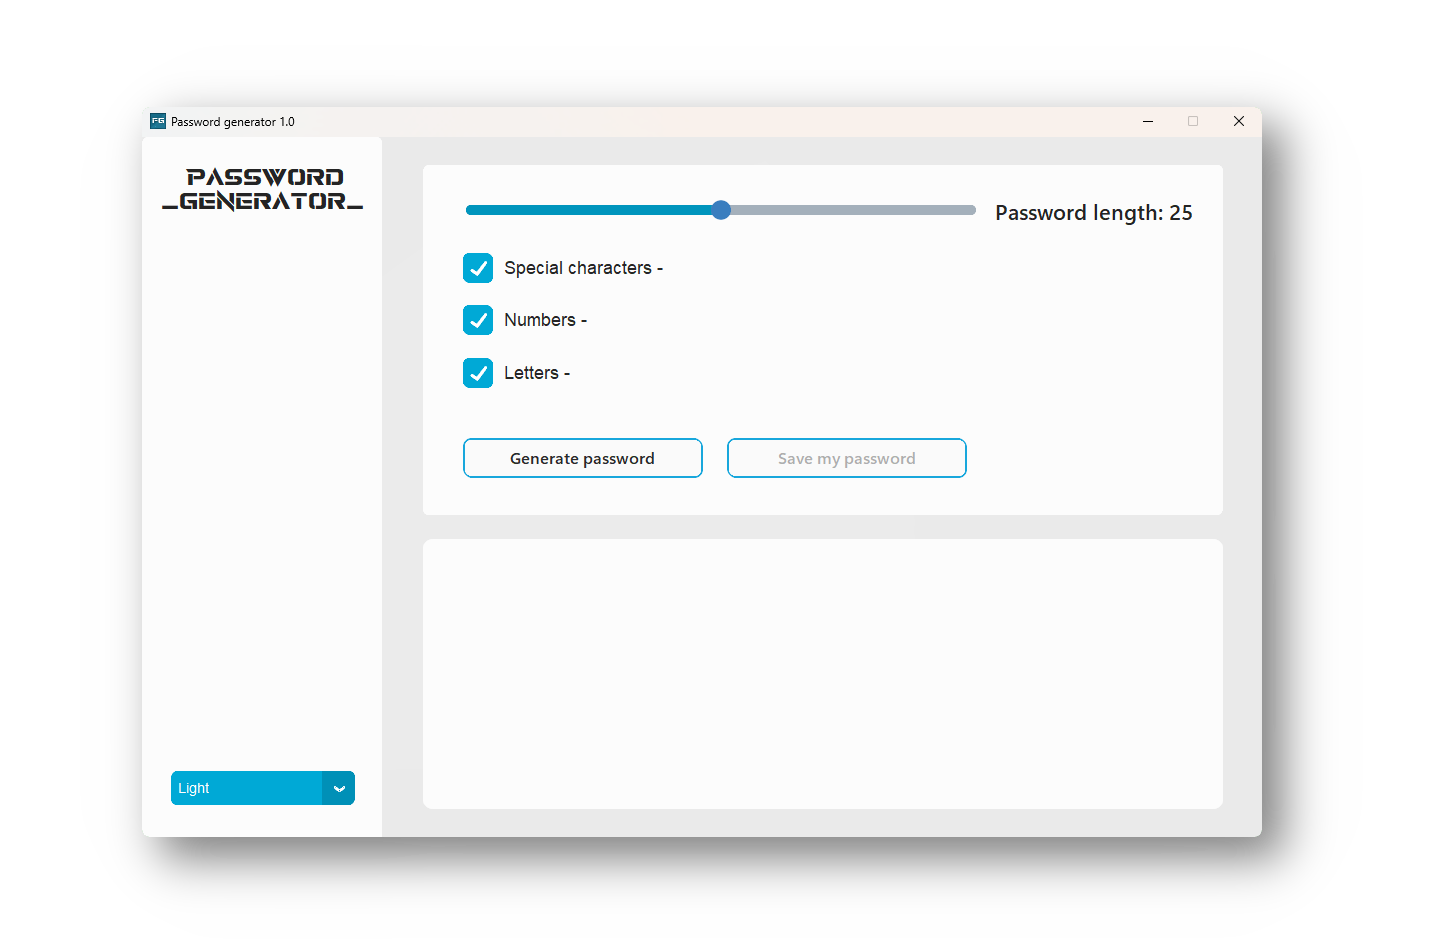 FG
Password generator 1.0
PASSWORD
_GENERATOR_
Password length: 25
Special characters -
Numbers -
Letters -
Generate password
Save my password
Light